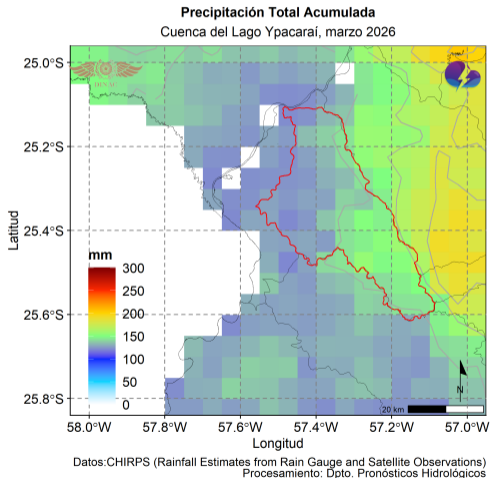 Precipitación Total Acumulada
Cuenca del Lago Ypacaraí, marzo 2026
25.0°S
25.2°S
25.4°S
25.6°S
25.8°S
Latitud
mm
300
250
200
150
100
50
0
N
20 km
58.0°W
57.8°W
57.6°W
57.4°W
57.2°W
57.0°W
Longitud
Datos:CHIRPS (Rainfall Estimates from Rain Gauge and Satellite Observations)
Procesamiento: Dpto. Pronósticos Hidrológicos